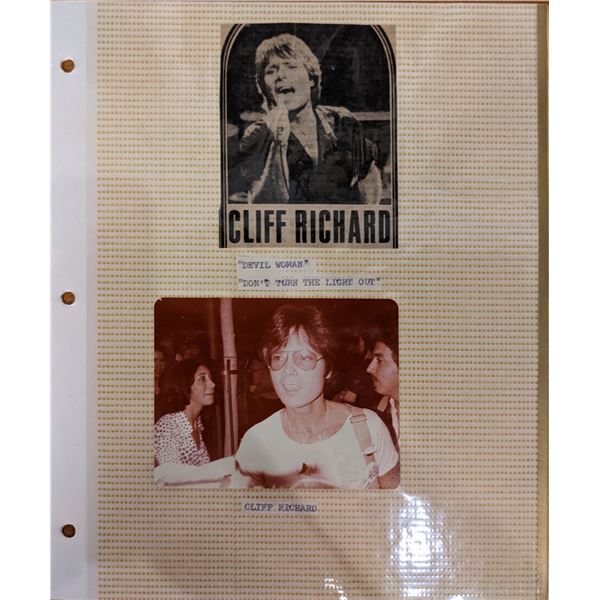 CLIFF RICHARD
"DEVIL WOMAN"
"DON'T TURN THE LIGHT OUT"
CLIFF RICHARD